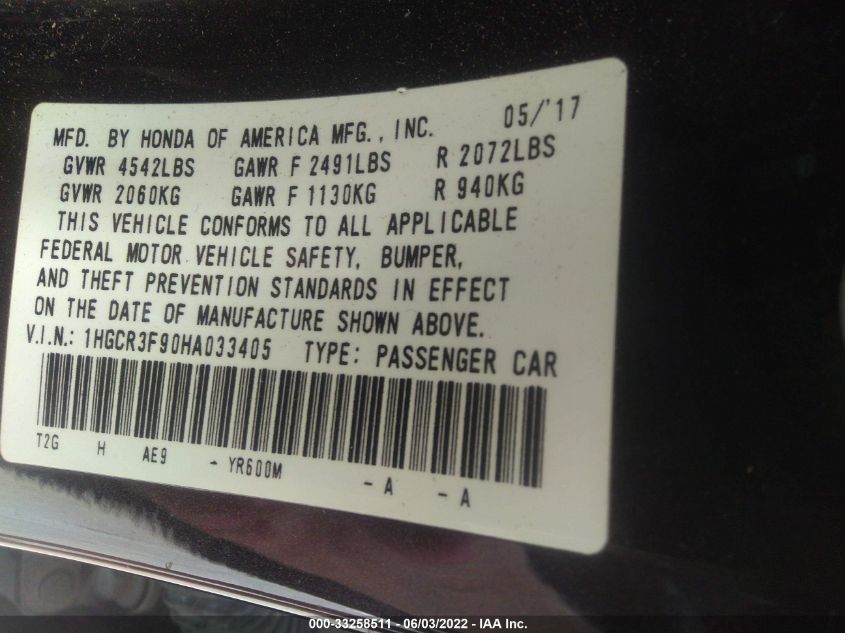 05/'17
MFD. BY HONDA OF AMERICA MFG., INC.
GVWR 4542LBS GAWR F 2491LBS R 2072LBS
GVWR 2060KG GAWR F 1130KG R 940KG
THIS VEHICLE CONFORMS TO ALL APPLICABLE
FEDERAL MOTOR VEHICLE SAFETY, BUMPER,
AND THEFT PREVENTION STANDARDS IN EFFECT
ON THE DATE OF MANUFACTURE SHOWN ABOVE.
V.I.N.: 1HGCR3F90HA033405 TYPE: PASSENGER CAR
T2G H AE9 - YR600M - A - A
000-33258511 - 06/03/2022 - IAA Inc.